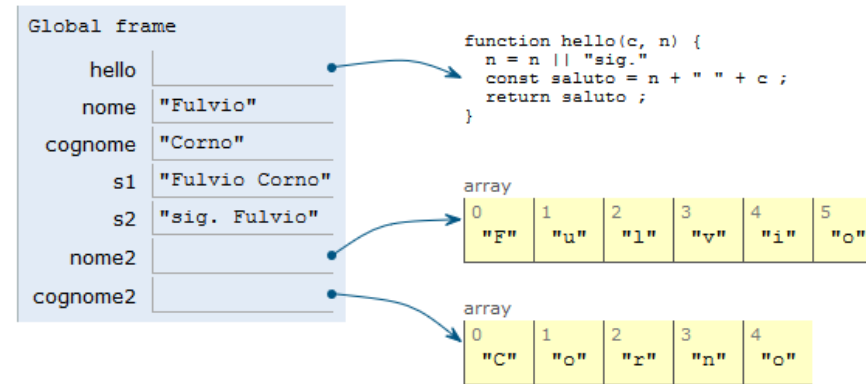 Global frame
hello
nome "Fulvio"
cognome "Corno"
s1 "Fulvio Corno"
s2 "sig. Fulvio"
nome2
cognome2
function hello(c, n) {
n = n || "sig."
const saluto = n + " " + c ;
return saluto ;
}
array
0 1 2 3 4 5
"F" "u" "l" "v" "i" "o"
array
0 1 2 3 4
"C" "o" "r" "n" "o"